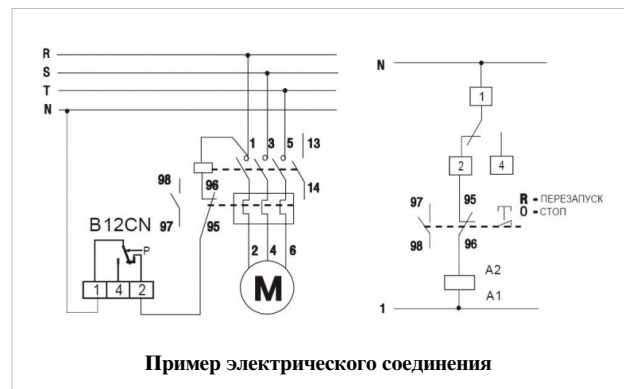 R
S
T
N
1 3 5 13
98 96 14
97 95
B12CN
P
2 4 6
1 4 2
M
N
1
2 4
97 95 R - ПЕРЕЗАПУСК
O - СТОП
98 96
A2
A1
1
Пример электрического соединения